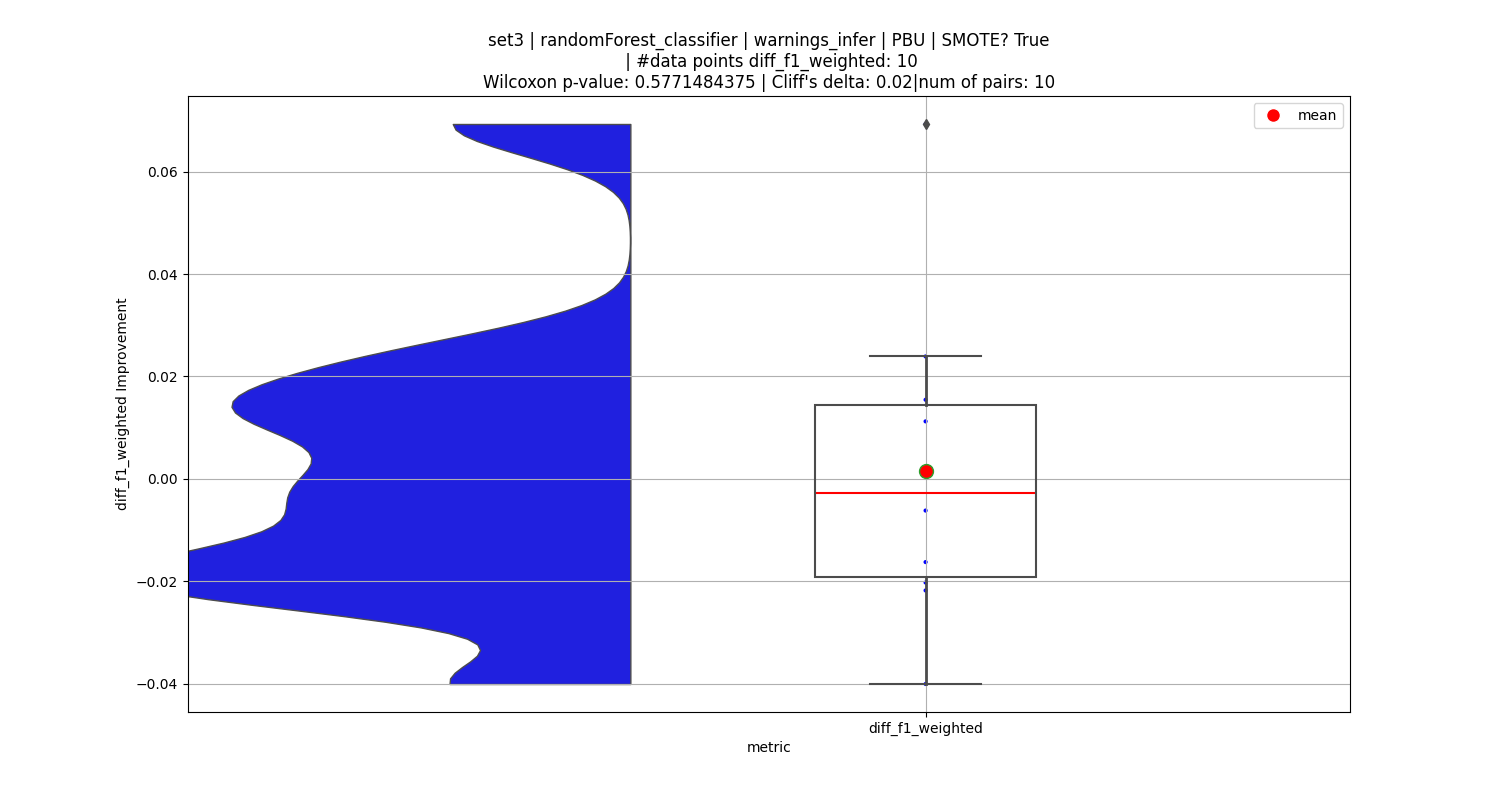 set3 | randomForest_classifier | warnings_infer | PBU | SMOTE? True
| #data points diff_f1_weighted: 10
Wilcoxon p-value: 0.5771484375 | Cliff's delta: 0.02|num of pairs: 10
mean
0.06
0.04
0.02
0.00
−0.02
−0.04
diff_f1_weighted Improvement
diff_f1_weighted
metric